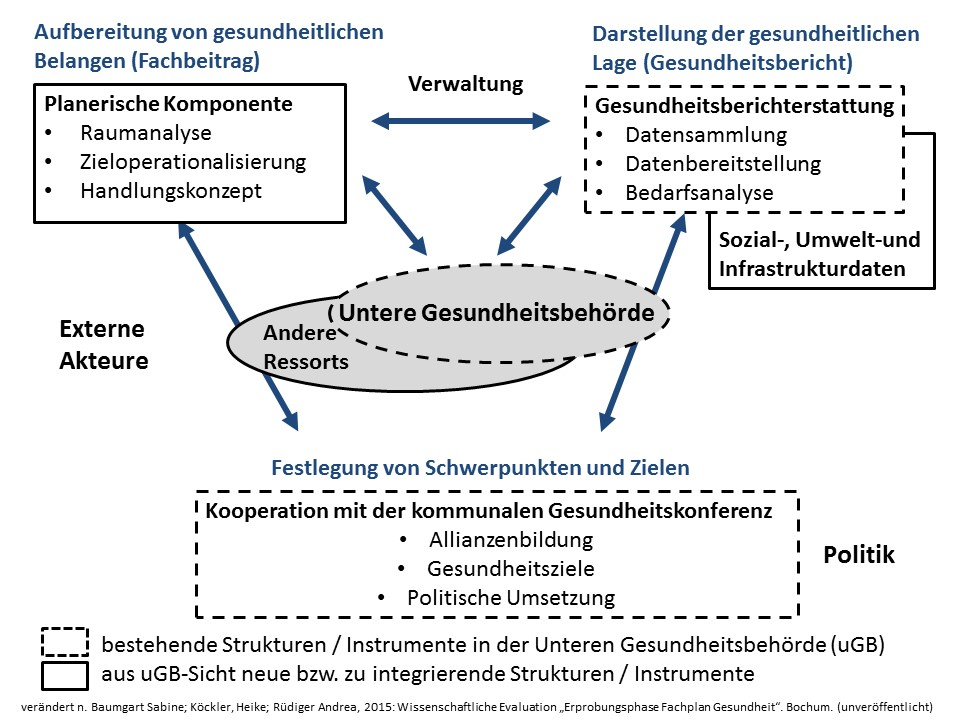 Aufbereitung von gesundheitlichen
Belangen (Fachbeitrag)
Darstellung der gesundheitlichen
Lage (Gesundheitsbericht)
Verwaltung
Planerische Komponente
• Raumanalyse
• Zieloperationalisierung
• Handlungskonzept
Gesundheitsberichterstattung
• Datensammlung
• Datenbereitstellung
• Bedarfsanalyse
Sozial-, Umwelt-und
Infrastrukturdaten
Untere Gesundheitsbehörde
Andere
Ressorts
Externe
Akteure
Festlegung von Schwerpunkten und Zielen
Kooperation mit der kommunalen Gesundheitskonferenz
• Allianzenbildung
• Gesundheitsziele
• Politische Umsetzung
Politik
bestehende Strukturen / Instrumente in der Unteren Gesundheitsbehörde (uGB)
aus uGB-Sicht neue bzw. zu integrierende Strukturen / Instrumente
verändert n. Baumgart Sabine; Köckler, Heike; Rüdiger Andrea, 2015: Wissenschaftliche Evaluation „Erprobungsphase Fachplan Gesundheit“. Bochum. (unveröffentlicht)